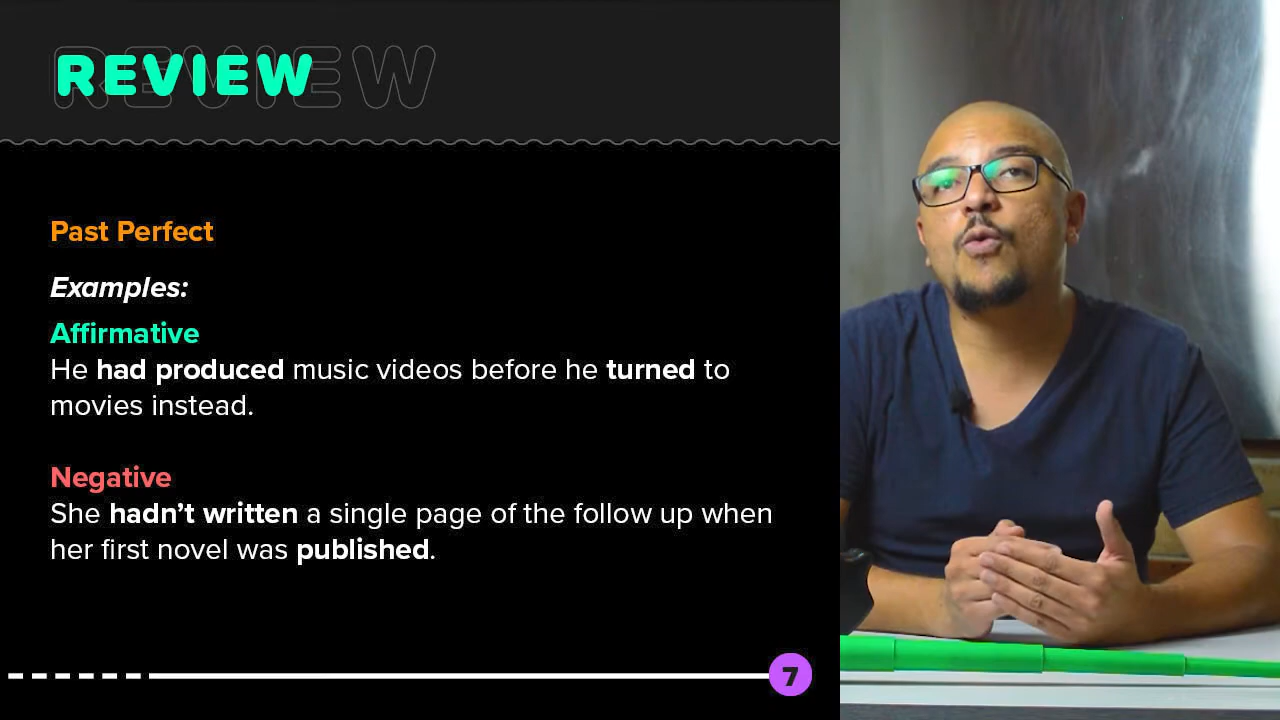 REVIEW
Past Perfect
Examples:
Affirmative
He had produced music videos before he turned to
movies instead.
Negative
She hadn’t written a single page of the follow up when
her first novel was published.
7